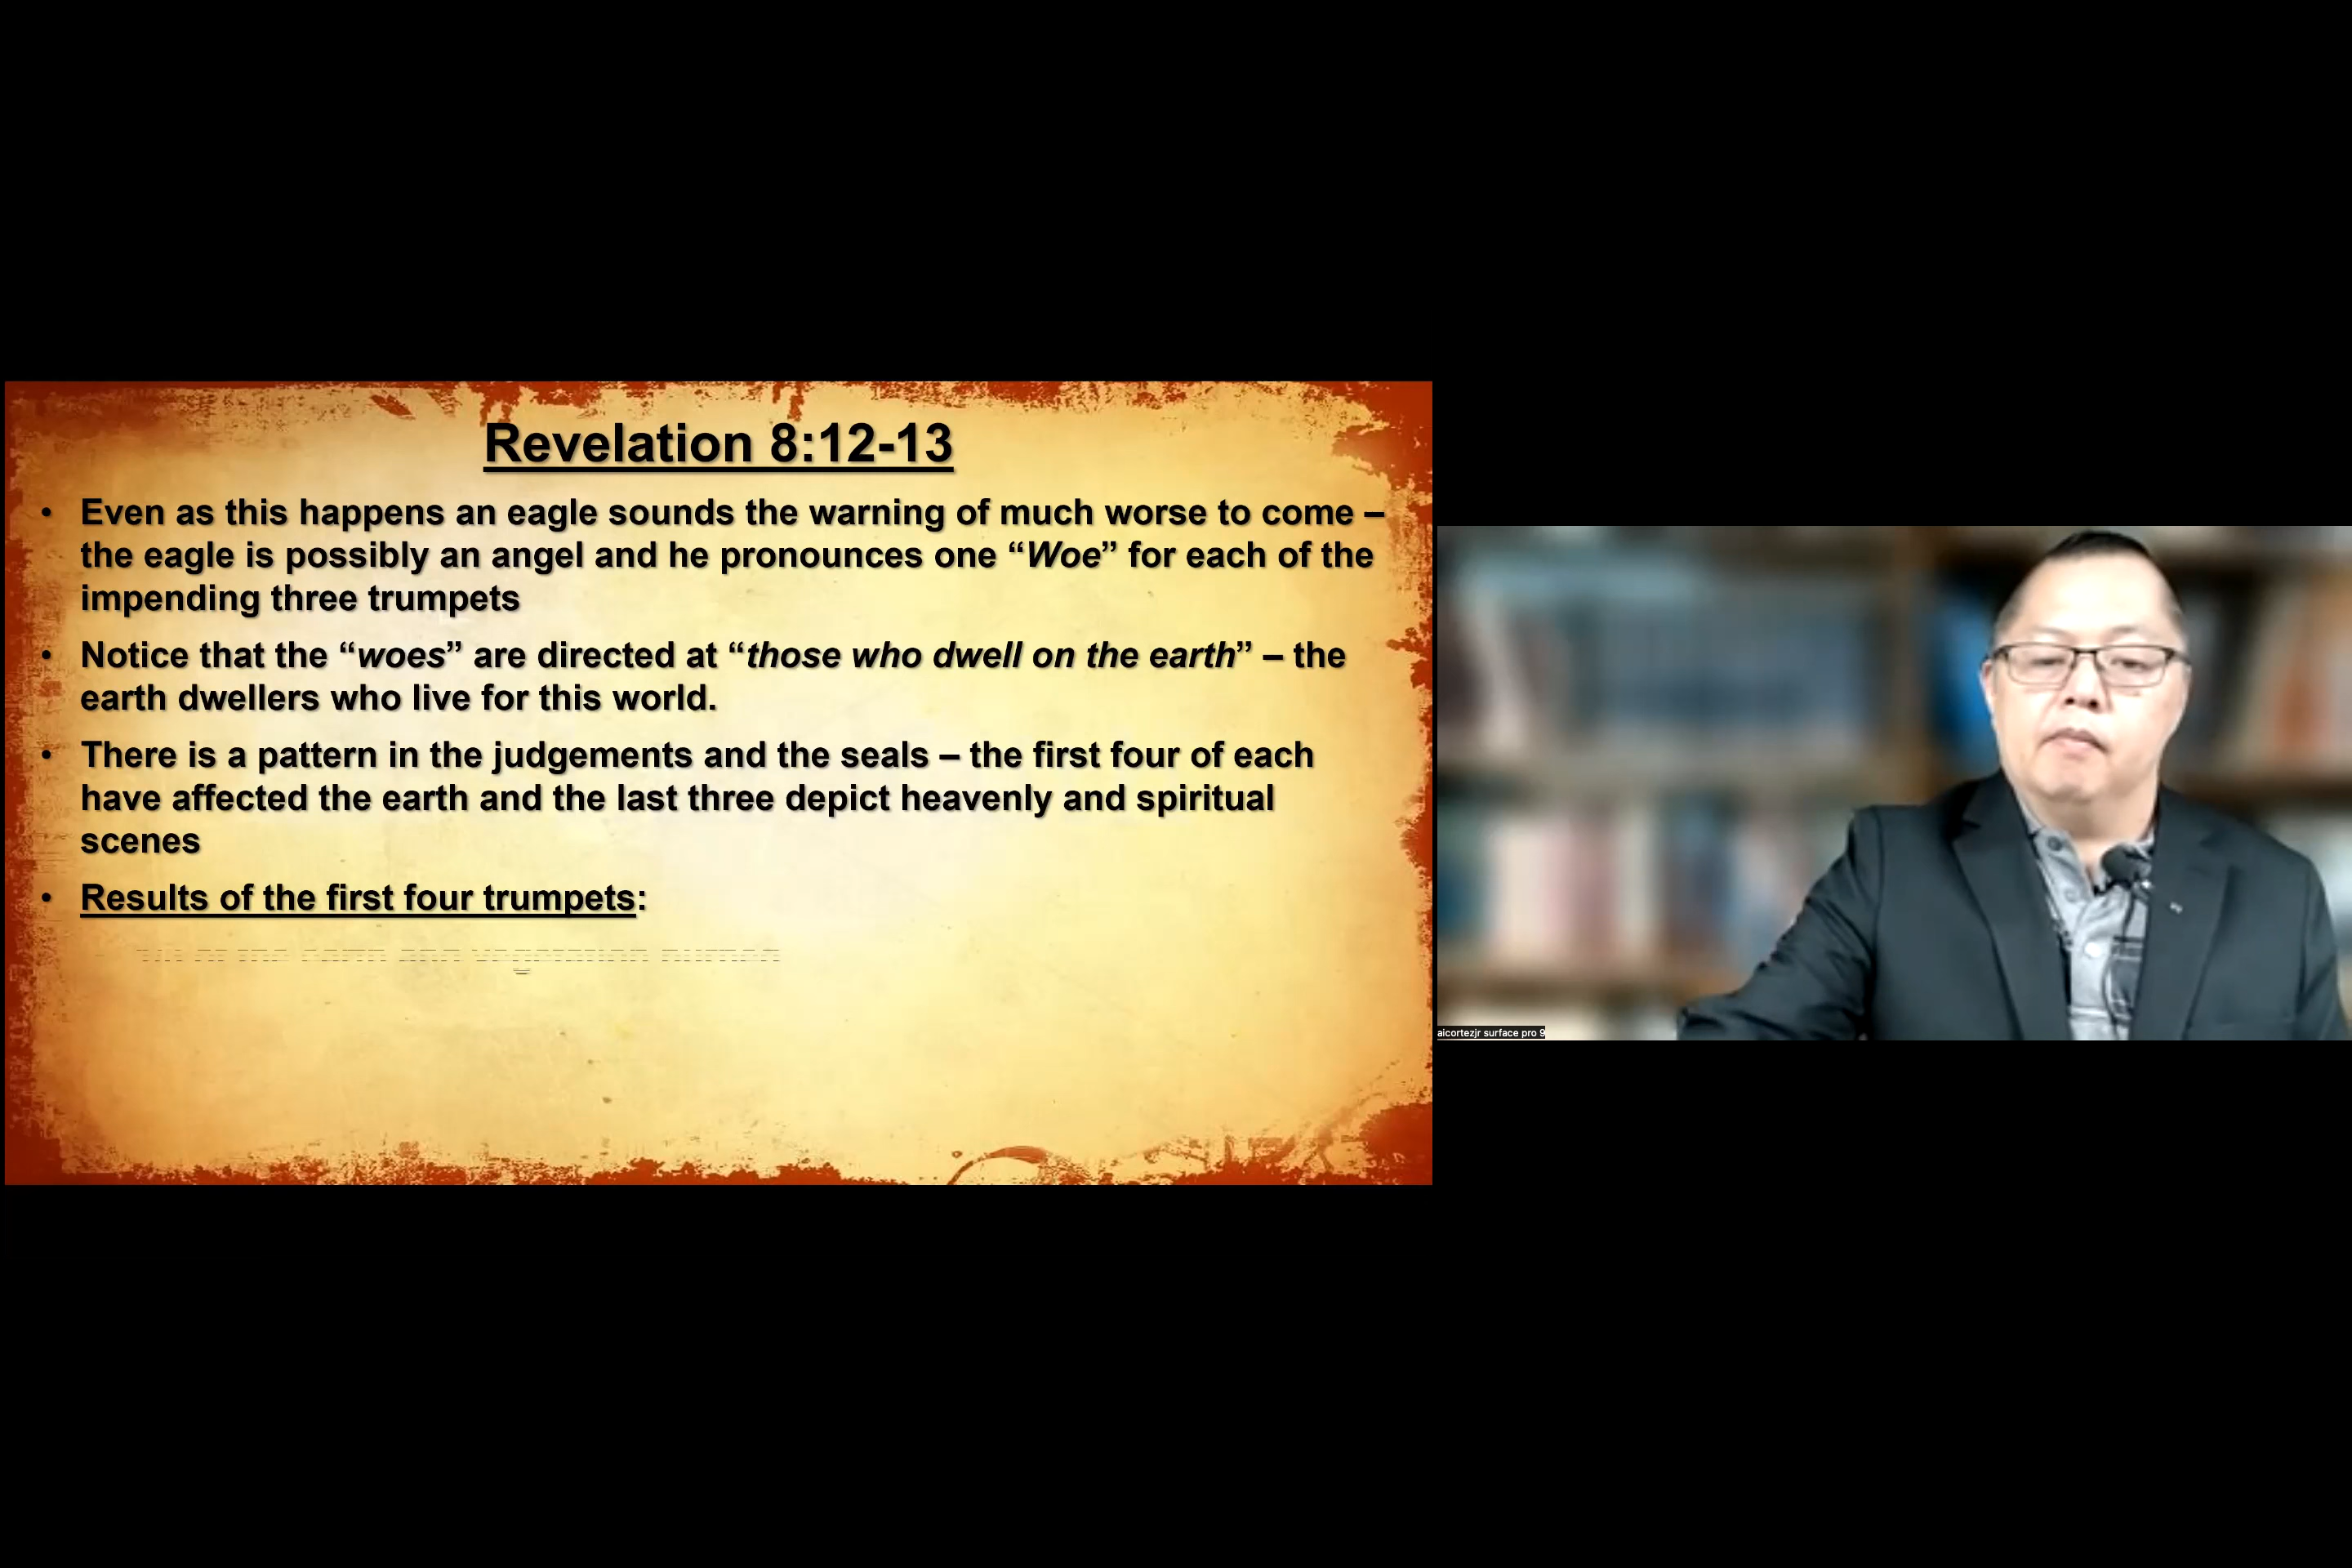 Revelation 8:12-13
• Even as this happens an eagle sounds the warning of much worse to come –
the eagle is possibly an angel and he pronounces one “Woe” for each of the
impending three trumpets
• Notice that the “woes” are directed at “those who dwell on the earth” – the
earth dwellers who live for this world.
• There is a pattern in the judgements and the seals – the first four of each
have affected the earth and the last three depict heavenly and spiritual
scenes
• Results of the first four trumpets:
aicortezjr surface pro 9